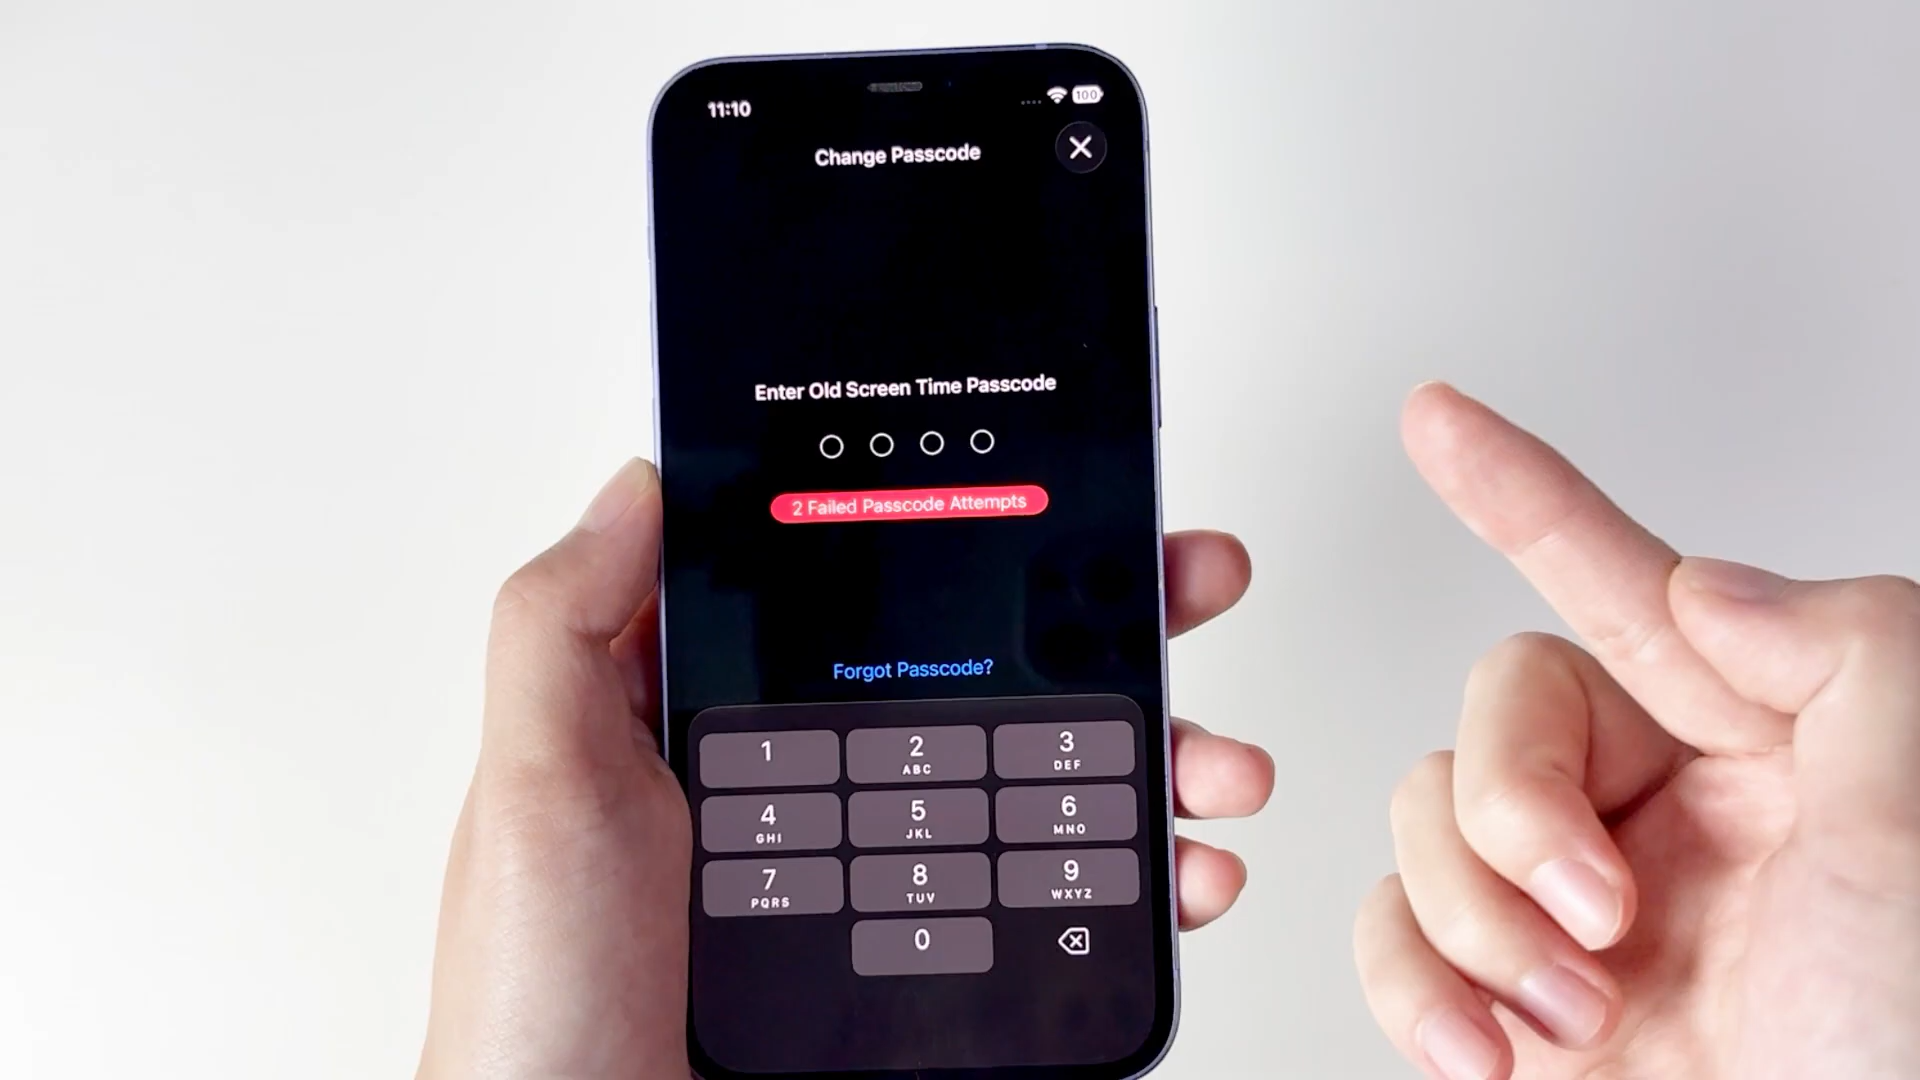 11:10
100
Change Passcode
Enter Old Screen Time Passcode
2 Failed Passcode Attempts
Forgot Passcode?
1
2
3
ABC
DEF
4
5
6
GHI
JKL
MNO
7
8
9
PQRS
TUV
WXYZ
0